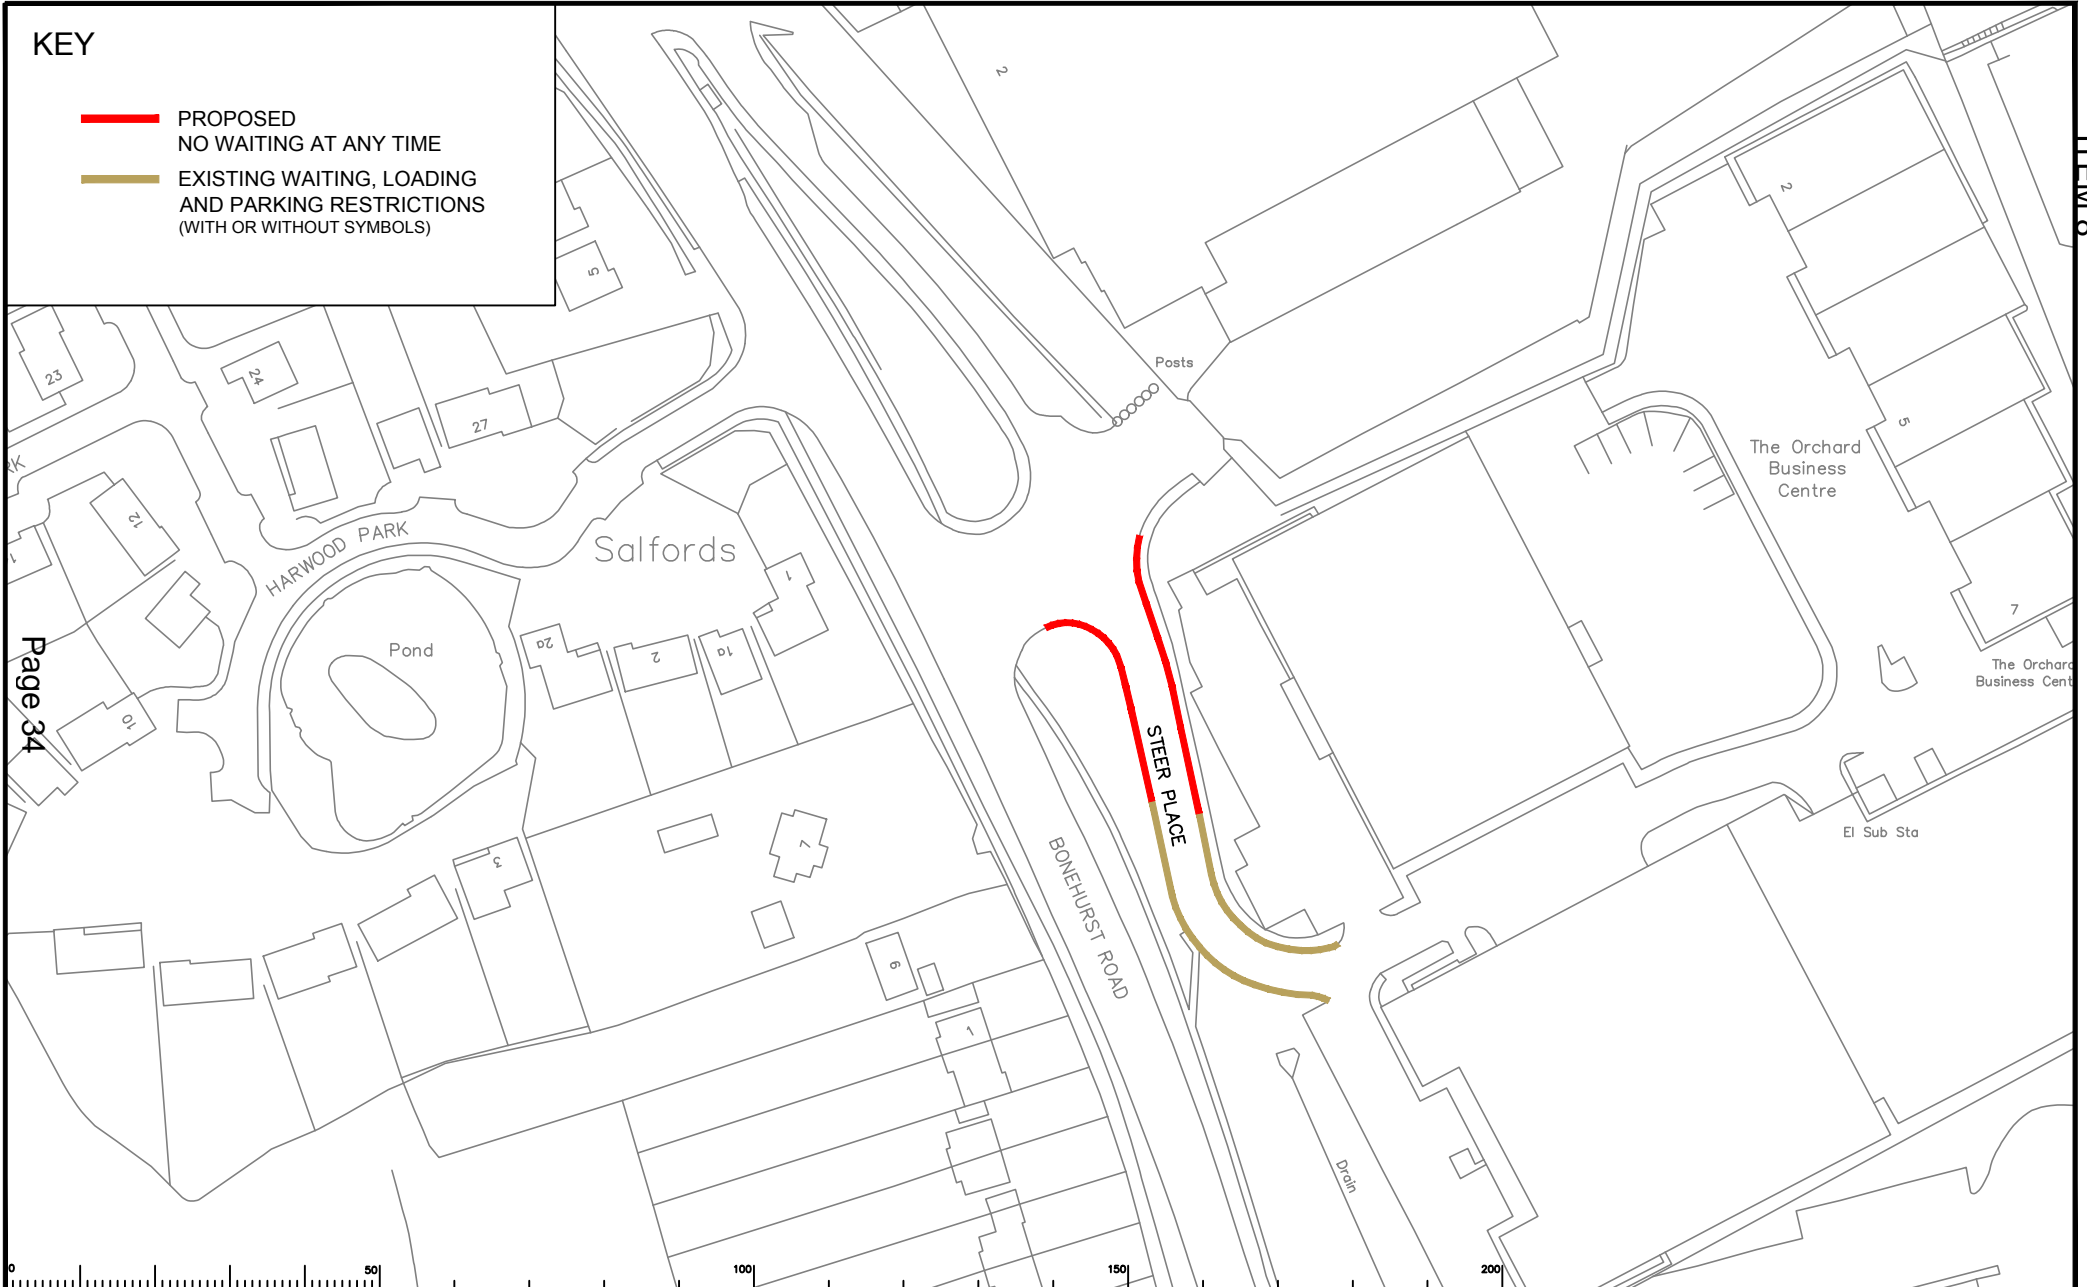 KEY
PROPOSED
NO WAITING AT ANY TIME
EXISTING WAITING, LOADING
AND PARKING RESTRICTIONS
(WITH OR WITHOUT SYMBOLS)
2
5
23
24
27
12
10
HARWOOD PARK
Salfords
Pond
2a
2
1a
1
3
7
6
1
Posts
2
5
7
The Orchard
Business
Centre
The Orchard
Business Cent
El Sub Sta
STEER PLACE
BONEHURST ROAD
Drain
Page 34
0
50
100
150
200